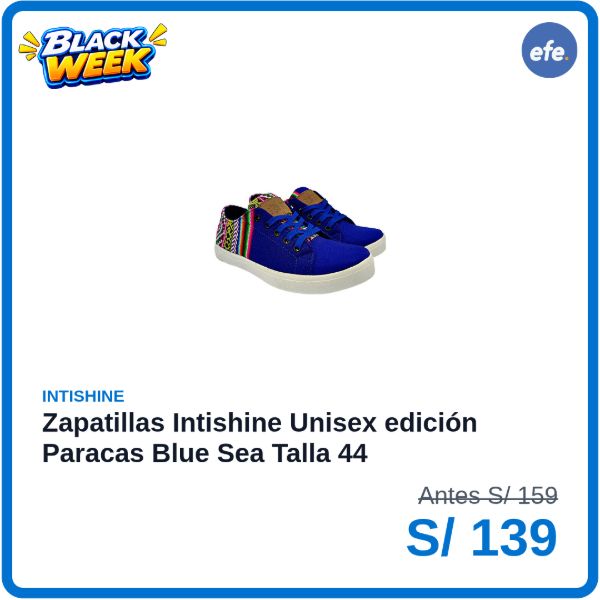 BLACK
WEEK
efe.
INTISHINE
Zapatillas Intishine Unisex edición
Paracas Blue Sea Talla 44
Antes S/ 159
S/ 139